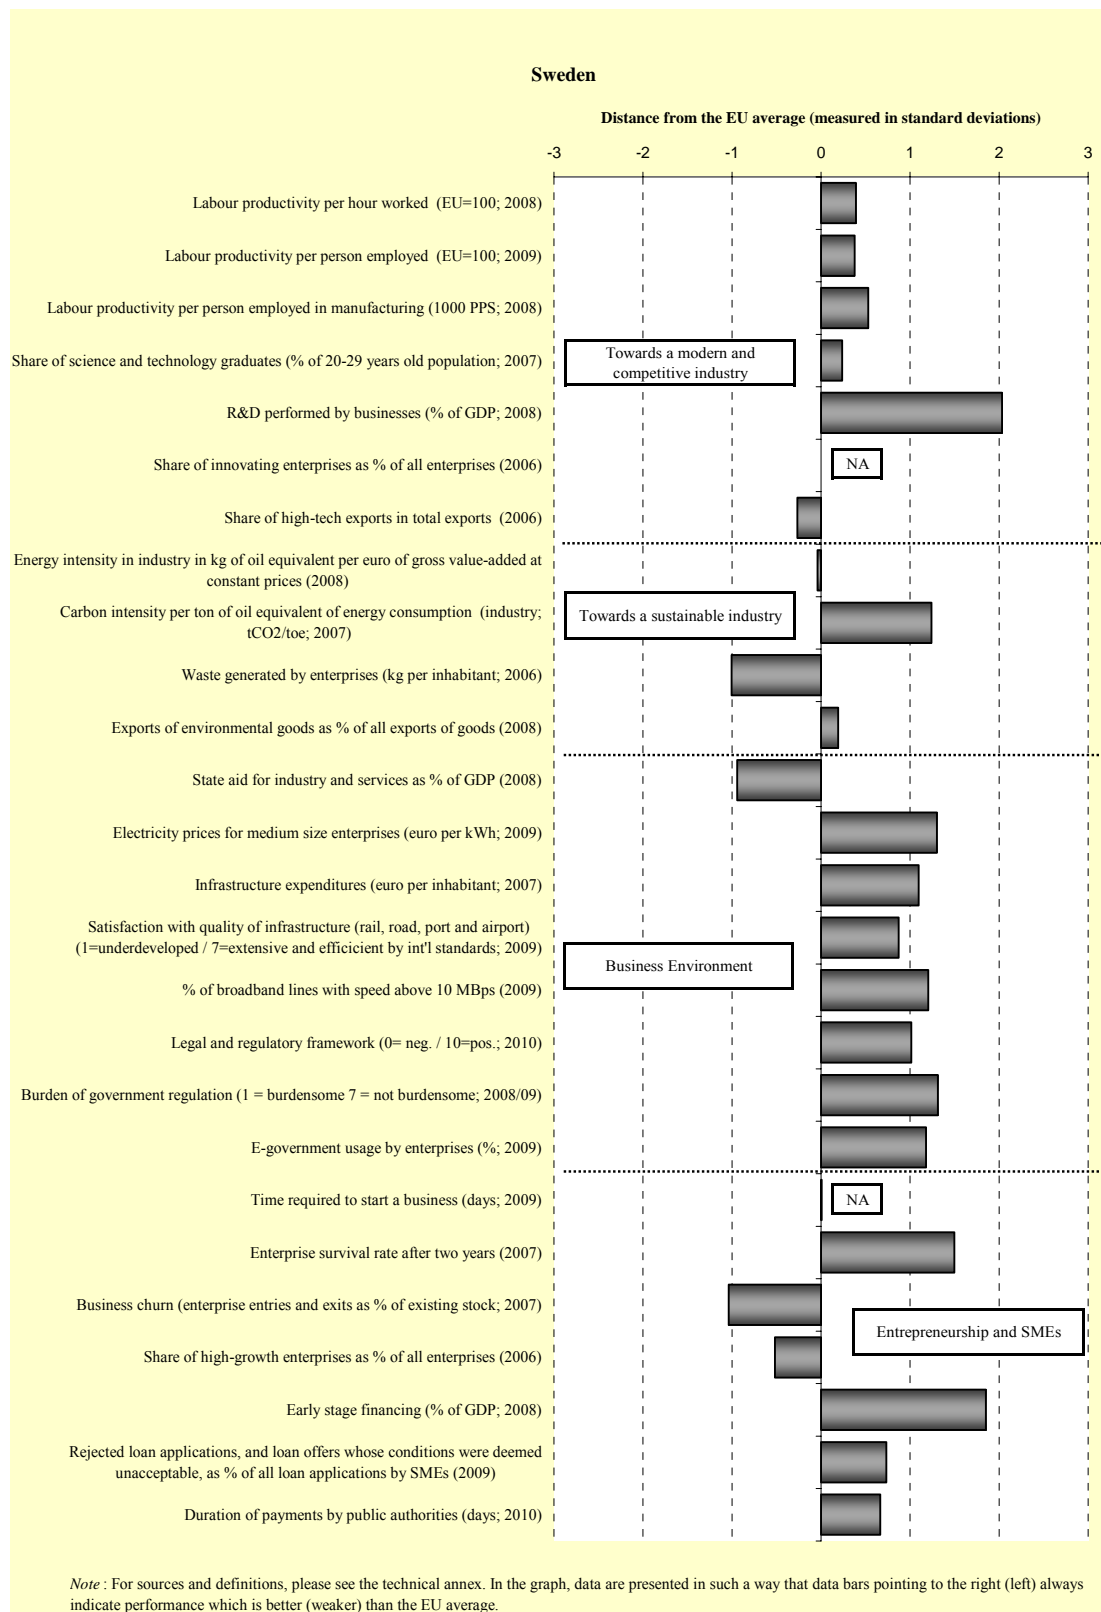 Sweden
Distance from the EU average (measured in standard deviations)
-3 -2 -1 0 1 2 3
Labour productivity per hour worked (EU=100; 2008)
Labour productivity per person employed (EU=100; 2009)
Labour productivity per person employed in manufacturing (1000 PPS; 2008)
Share of science and technology graduates (% of 20-29 years old population; 2007)
Towards a modern and
competitive industry
R&D performed by businesses (% of GDP; 2008)
Share of innovating enterprises as % of all enterprises (2006)
NA
Share of high-tech exports in total exports (2006)
Energy intensity in industry in kg of oil equivalent per euro of gross value-added at
constant prices (2008)
Carbon intensity per ton of oil equivalent of energy consumption (industry;
tCO2/toe; 2007)
Towards a sustainable industry
Waste generated by enterprises (kg per inhabitant; 2006)
Exports of environmental goods as % of all exports of goods (2008)
State aid for industry and services as % of GDP (2008)
Electricity prices for medium size enterprises (euro per kWh; 2009)
Infrastructure expenditures (euro per inhabitant; 2007)
Satisfaction with quality of infrastructure (rail, road, port and airport)
(1=underdeveloped / 7=extensive and efficicient by int'l standards; 2009)
Business Environment
% of broadband lines with speed above 10 MBps (2009)
Legal and regulatory framework (0= neg. / 10=pos.; 2010)
Burden of government regulation (1 = burdensome 7 = not burdensome; 2008/09)
E-government usage by enterprises (%; 2009)
Time required to start a business (days; 2009)
NA
Enterprise survival rate after two years (2007)
Business churn (enterprise entries and exits as % of existing stock; 2007)
Entrepreneurship and SMEs
Share of high-growth enterprises as % of all enterprises (2006)
Early stage financing (% of GDP; 2008)
Rejected loan applications, and loan offers whose conditions were deemed
unacceptable, as % of all loan applications by SMEs (2009)
Duration of payments by public authorities (days; 2010)
Note : For sources and definitions, please see the technical annex. In the graph, data are presented in such a way that data bars pointing to the right (left) always
indicate performance which is better (weaker) than the EU average.